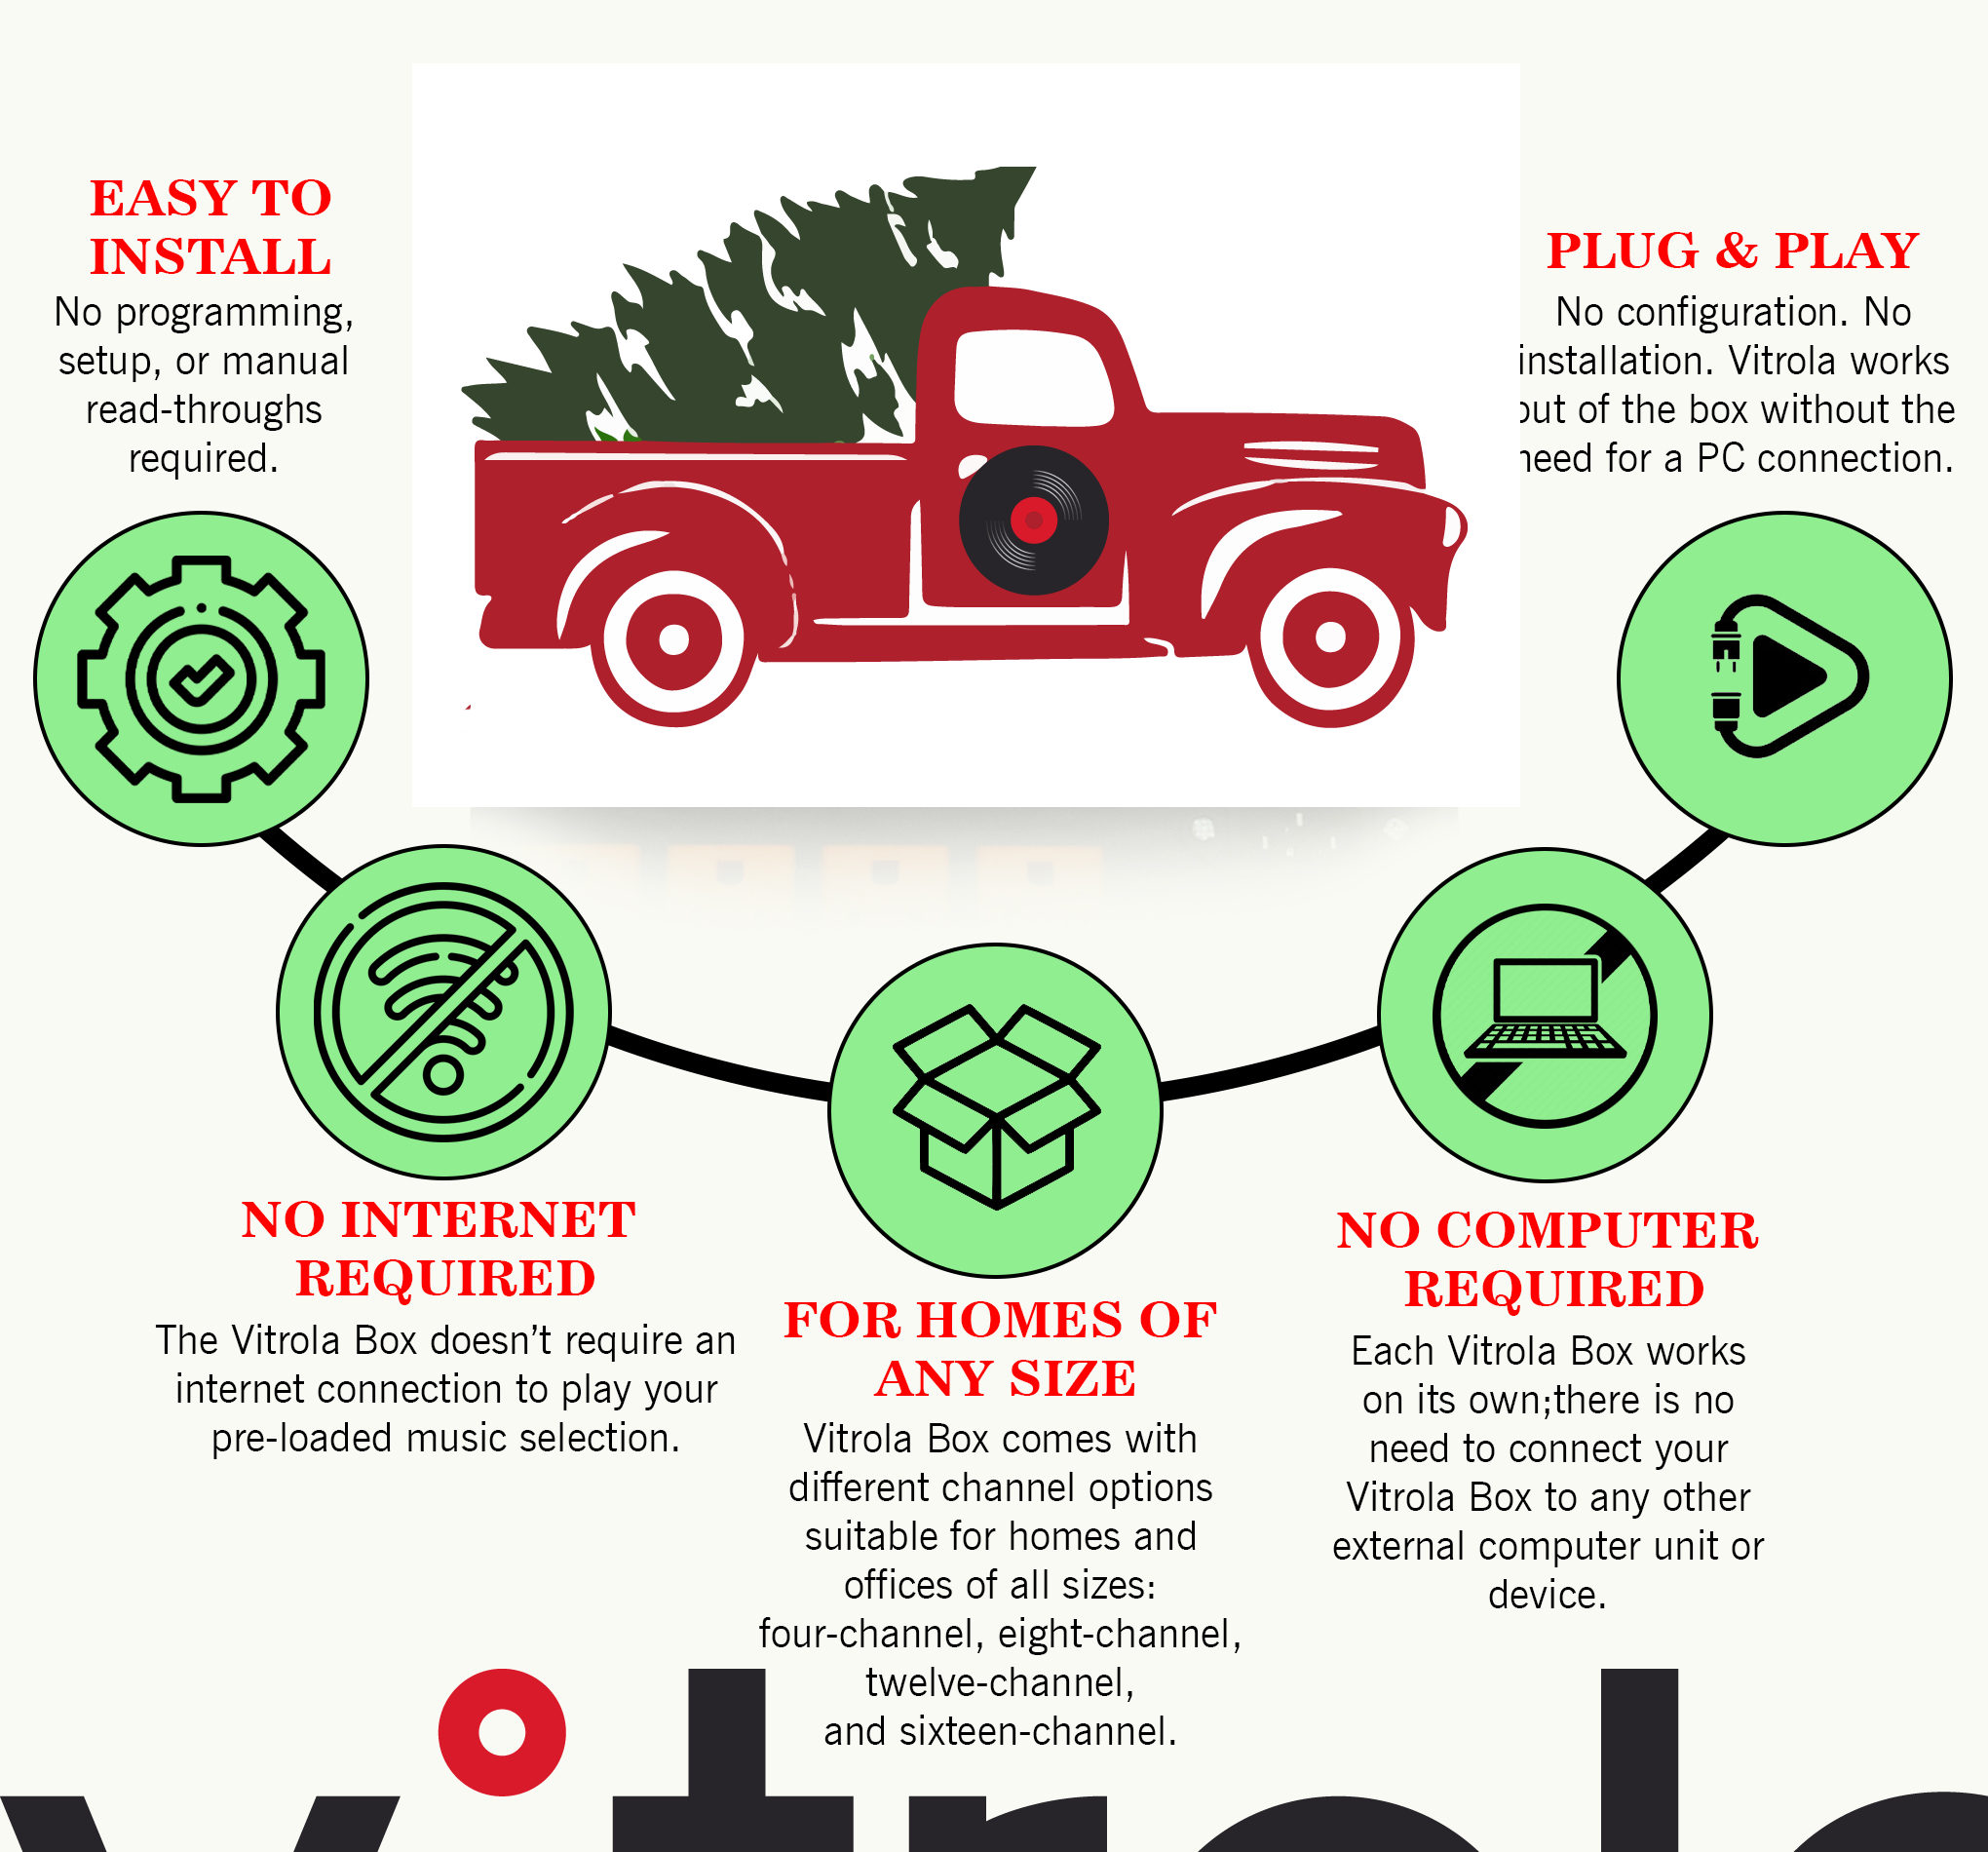 EASY TO
INSTALL
No programming,
setup, or manual
read-throughs
required.
PLUG & PLAY
No configuration. No
installation. Vitrola works
out of the box without the
need for a PC connection.
NO INTERNET
REQUIRED
The Vitrola Box doesn’t require an
internet connection to play your
pre-loaded music selection.
FOR HOMES OF
ANY SIZE
Vitrola Box comes with
different channel options
suitable for homes and
offices of all sizes:
four-channel, eight-channel,
twelve-channel,
and sixteen-channel.
NO COMPUTER
REQUIRED
Each Vitrola Box works
on its own;there is no
need to connect your
Vitrola Box to any other
external computer unit or
device.
vitrola